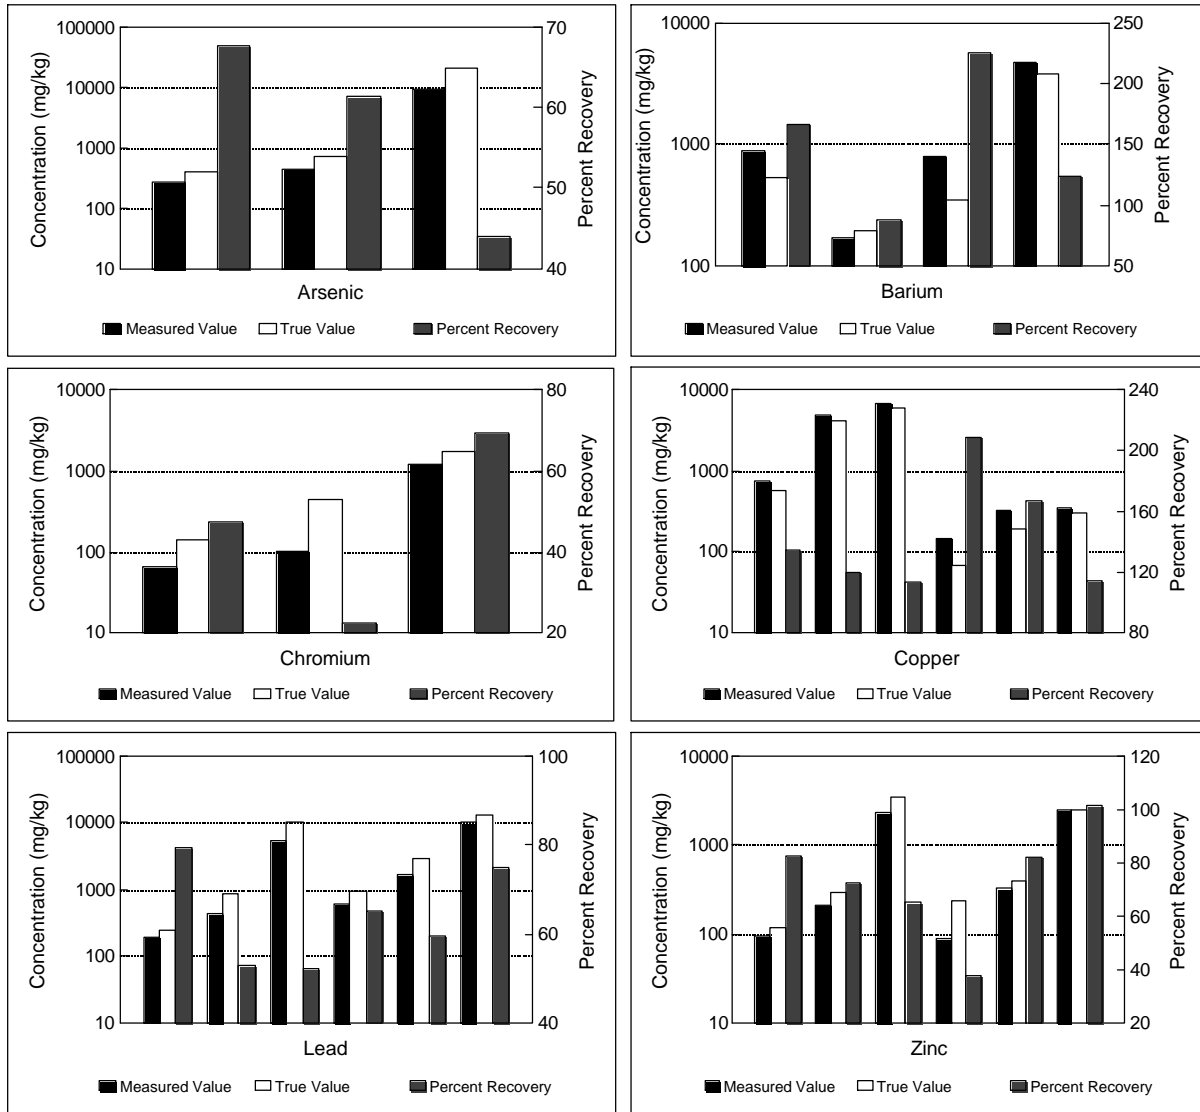 100000
10000
1000
100
10
70
60
50
40
Concentration (mg/kg)
Percent Recovery
Arsenic
Measured Value True Value Percent Recovery
10000
1000
100
250
200
150
100
50
Concentration (mg/kg)
Percent Recovery
Barium
Measured Value True Value Percent Recovery
10000
1000
100
10
80
60
40
20
Concentration (mg/kg)
Percent Recovery
Chromium
Measured Value True Value Percent Recovery
10000
1000
100
10
240
200
160
120
80
Concentration (mg/kg)
Percent Recovery
Copper
Measured Value True Value Percent Recovery
100000
10000
1000
100
10
100
80
60
40
Concentration (mg/kg)
Percent Recovery
Lead
Measured Value True Value Percent Recovery
10000
1000
100
10
120
100
80
60
40
20
Concentration (mg/kg)
Percent Recovery
Zinc
Measured Value True Value Percent Recovery